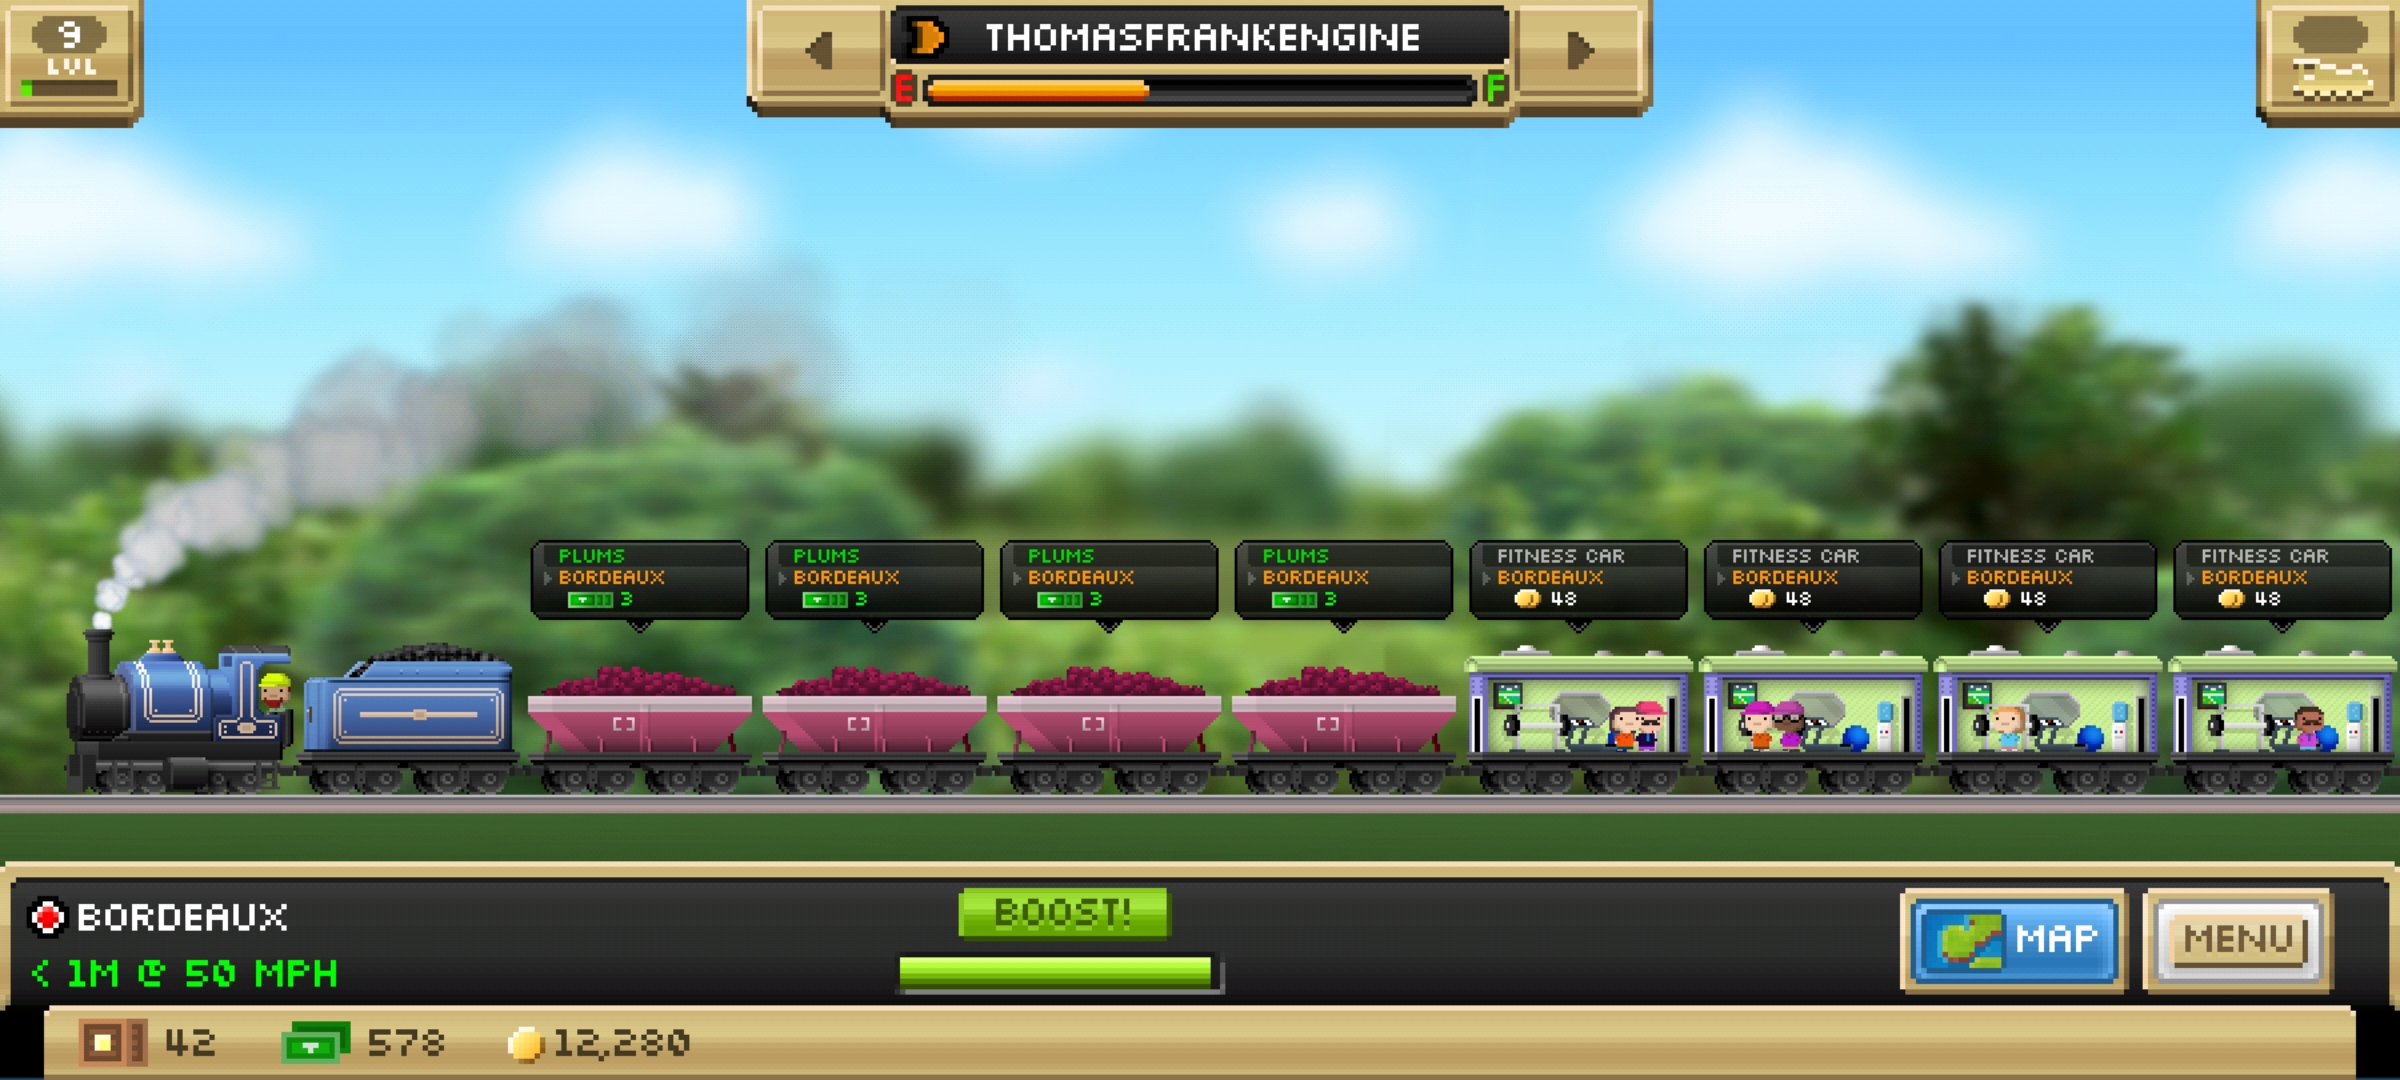 9
LVL
THOMASFRANKENGINE
E F
PLUMS
BORDEAUX
3
PLUMS
BORDEAUX
3
PLUMS
BORDEAUX
3
PLUMS
BORDEAUX
3
FITNESS CAR
BORDEAUX
48
FITNESS CAR
BORDEAUX
48
FITNESS CAR
BORDEAUX
48
FITNESS CAR
BORDEAUX
48
BORDEAUX
< 1M @ 50 MPH
BOOST!
MAP
MENU
42
578
12,280